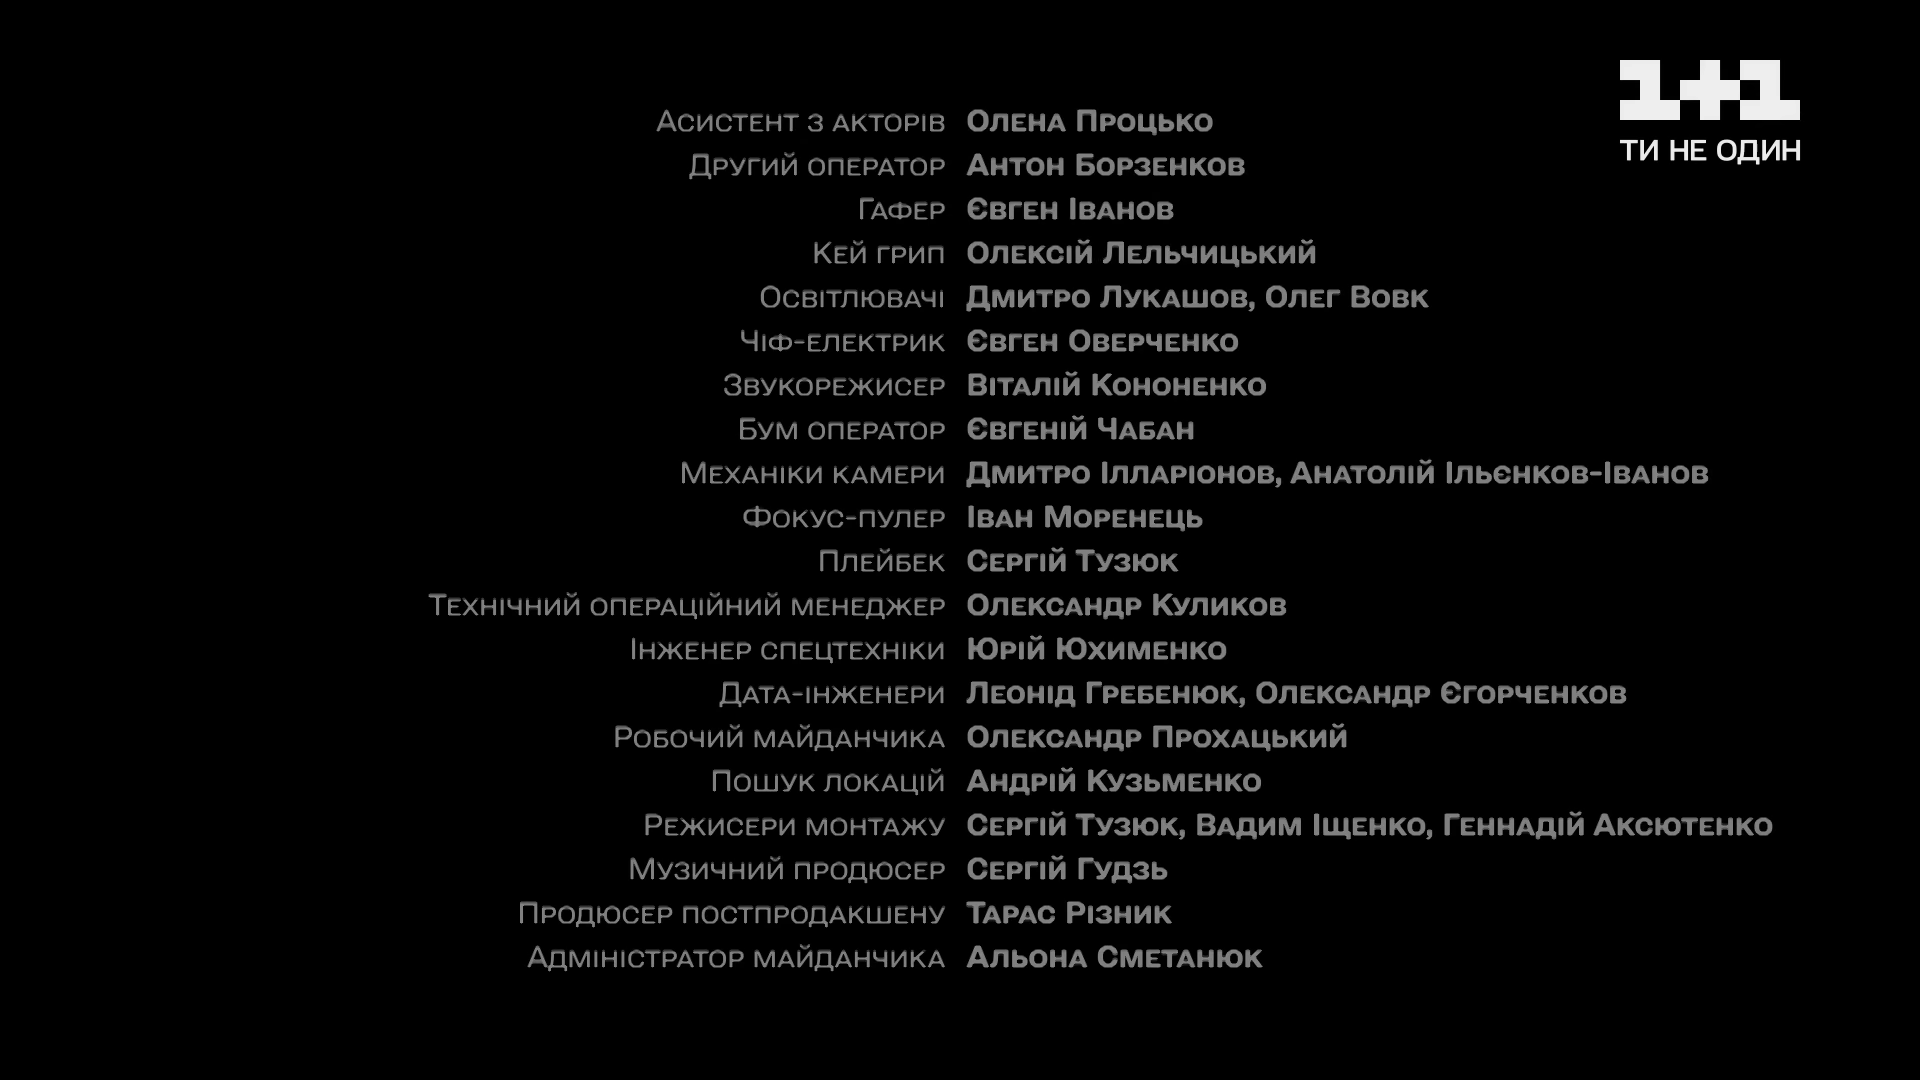 1+1
ТИ НЕ ОДИН
Асистент з акторів Олена Процько
Другий оператор Антон Борзенков
Гафер Євген Іванов
Кей грип Олексій Лельчицький
Освітлювачі Дмитро Лукашов, Олег Вовк
Чіф-електрик Євген Оверченко
Звукорежисер Віталій Кононенко
Бум оператор Євгеній Чабан
Механіки камери Дмитро Ілларіонов, Анатолій Ільєнков-Іванов
Фокус-пулер Іван Моренець
Плейбек Сергій Тузюк
Технічний операційний менеджер Олександр Куликов
Інженер спецтехніки Юрій Юхименко
Дата-інженери Леонід Гребенюк, Олександр Єгорченков
Робочий майданчика Олександр Прохацький
Пошук локацій Андрій Кузьменко
Режисери монтажу Сергій Тузюк, Вадим Іщенко, Геннадій Аксютенко
Музичний продюсер Сергій Гудзь
Продюсер постпродакшену Тарас Різник
Адміністратор майданчика Альона Сметанюк